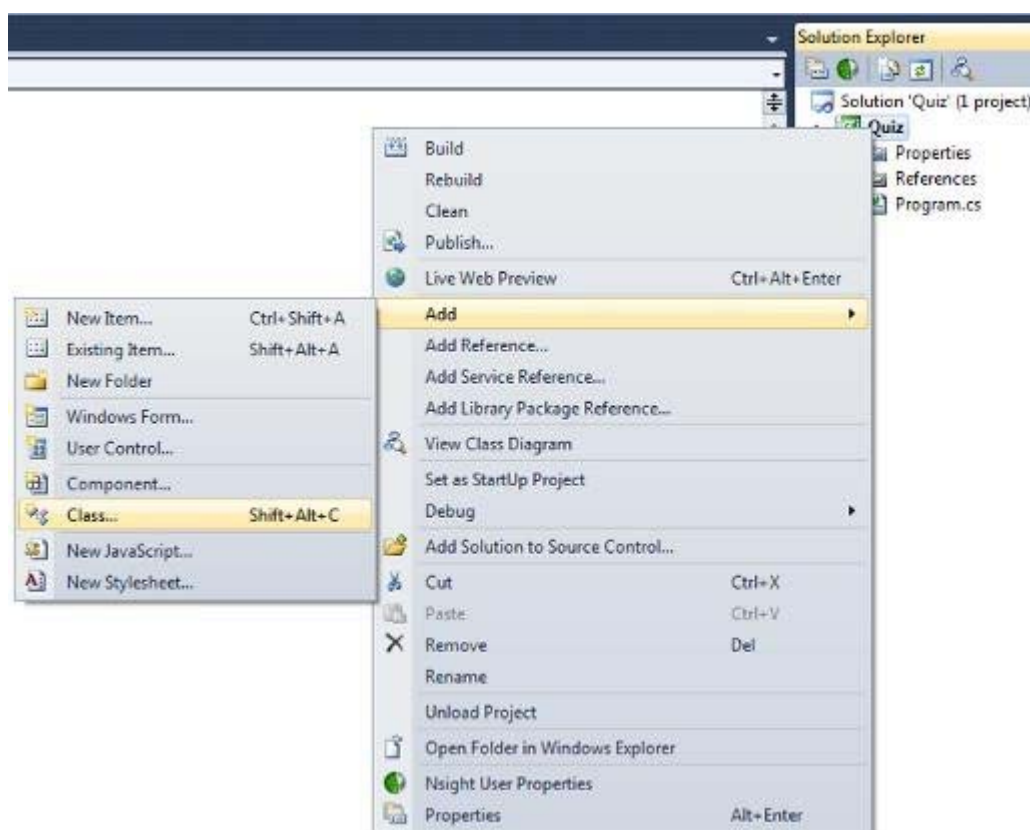 Solution Explorer
Solution 'Quiz' (1 project)
Quiz
Properties
References
Program.cs
Build
Rebuild
Clean
Publish...
Live Web Preview Ctrl+Alt+Enter
Add
Add Reference...
Add Service Reference...
Add Library Package Reference...
View Class Diagram
Set as StartUp Project
Debug
Add Solution to Source Control...
Cut Ctrl+X
Paste Ctrl+V
Remove Del
Rename
Unload Project
Open Folder in Windows Explorer
Nsight User Properties
Properties Alt+Enter
New Item... Ctrl+Shift+A
Existing Item... Shift+Alt+A
New Folder
Windows Form...
User Control...
Component...
Class... Shift+Alt+C
New JavaScript...
New Stylesheet...